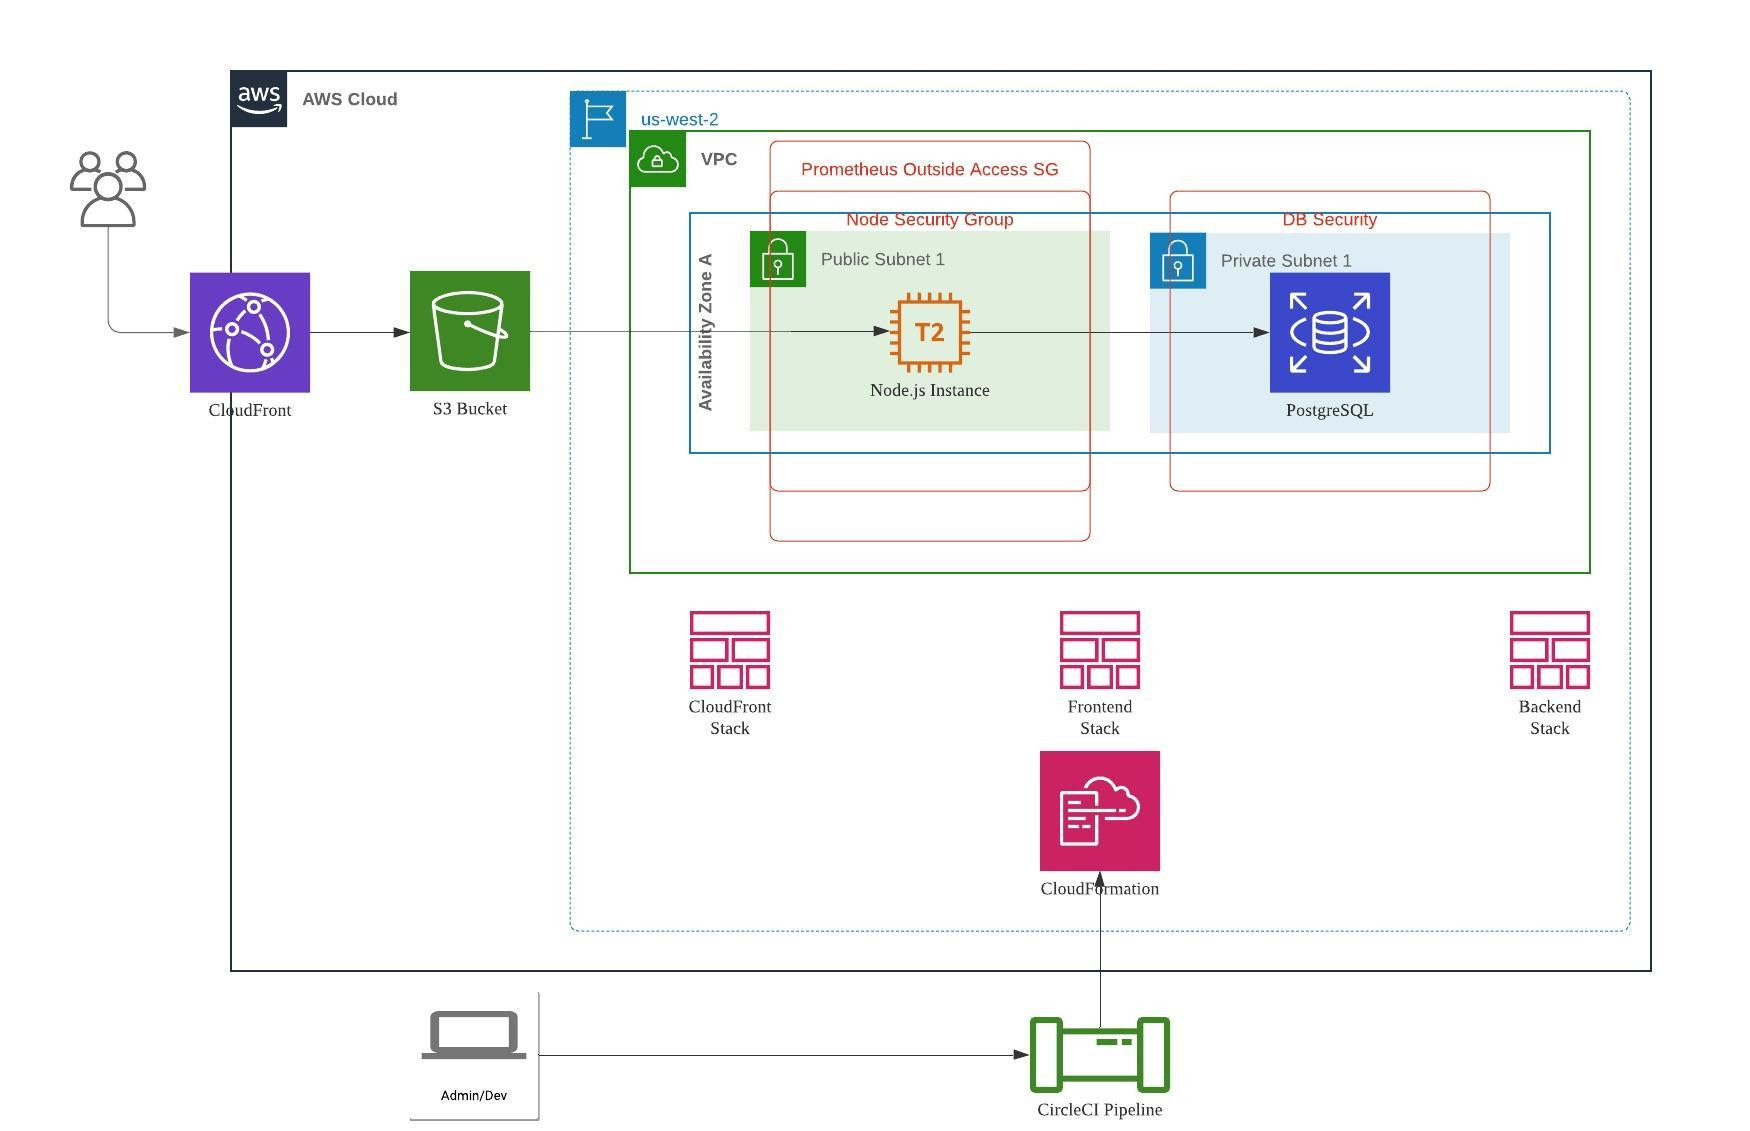 aws
AWS Cloud
us-west-2
VPC
Prometheus Outside Access SG
Node Security Group
DB Security
Public Subnet 1
Private Subnet 1
Availability Zone A
T2
Node.js Instance
PostgreSQL
CloudFront
S3 Bucket
CloudFront
Stack
Frontend
Stack
Backend
Stack
CloudFormation
Admin/Dev
CircleCI Pipeline